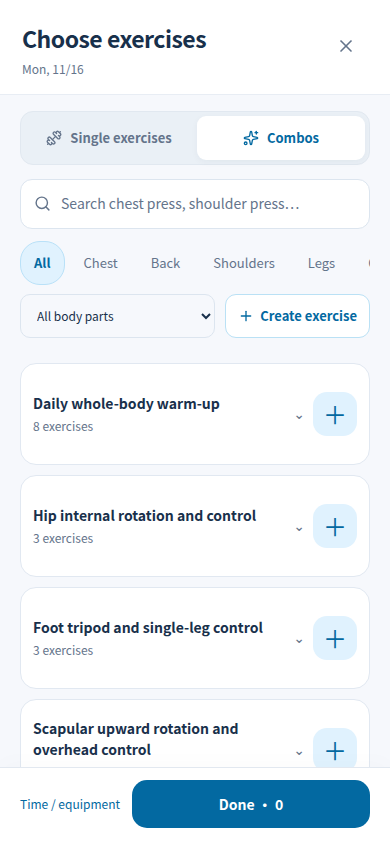 Choose exercises
Mon, 11/16
Single exercises
Combos
Search chest press, shoulder press…
All
Chest
Back
Shoulders
Legs
All body parts
Create exercise
Daily whole-body warm-up
8 exercises
Hip internal rotation and control
3 exercises
Foot tripod and single-leg control
3 exercises
Scapular upward rotation and
overhead control
Time / equipment
Done • 0